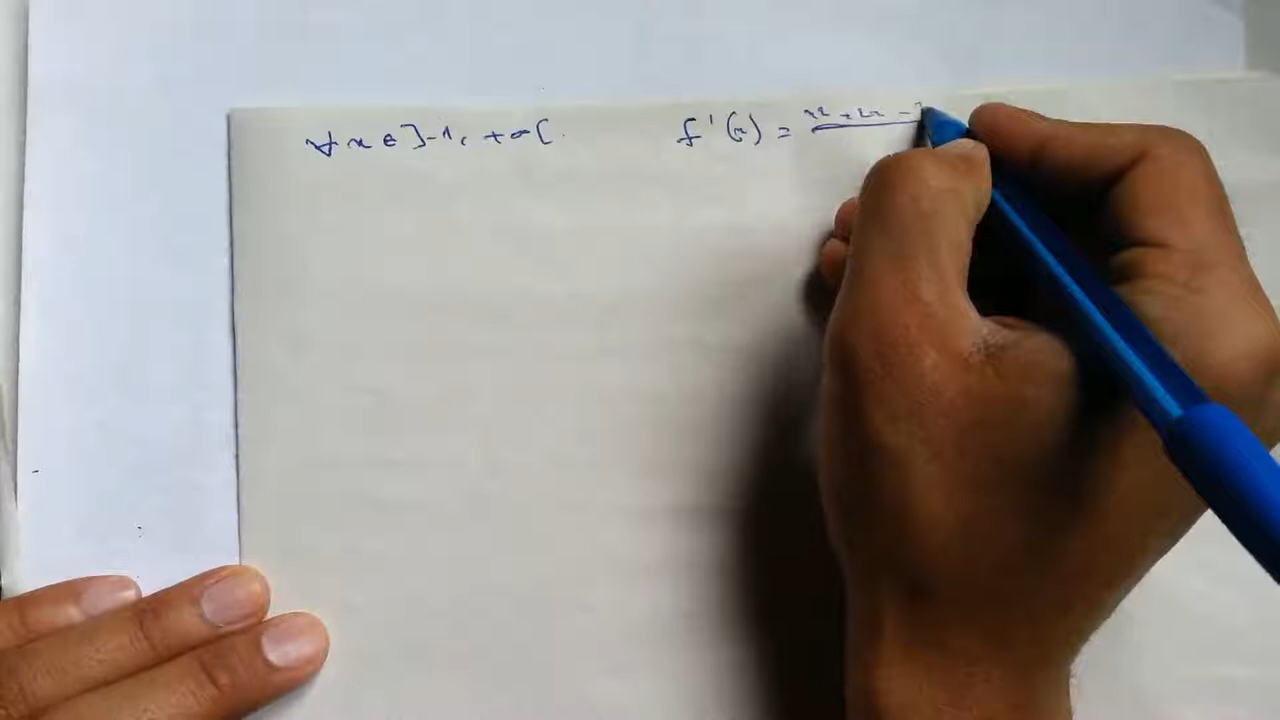 ∀ x ∈ ]-1, +∞[ f'(x) = x² + 2x -